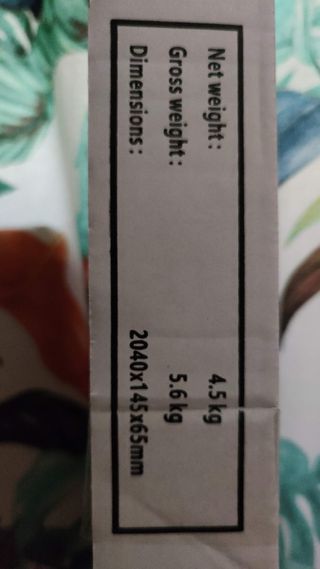 Net weight : 4.5 kg
Gross weight : 5.6 kg
Dimensions : 2040x145x65mm